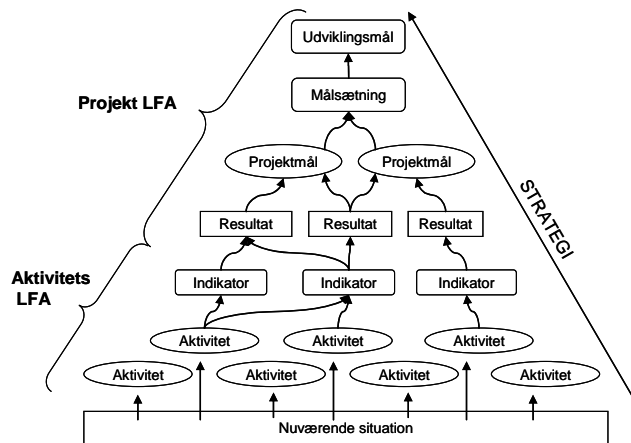 Udviklingsmål
Målsætning
Projekt LFA
Projektmål Projektmål
Resultat Resultat Resultat
STRATEGI
Aktivitets
LFA
Indikator Indikator Indikator
Aktivitet Aktivitet Aktivitet
Aktivitet Aktivitet Aktivitet Aktivitet
Nuværende situation